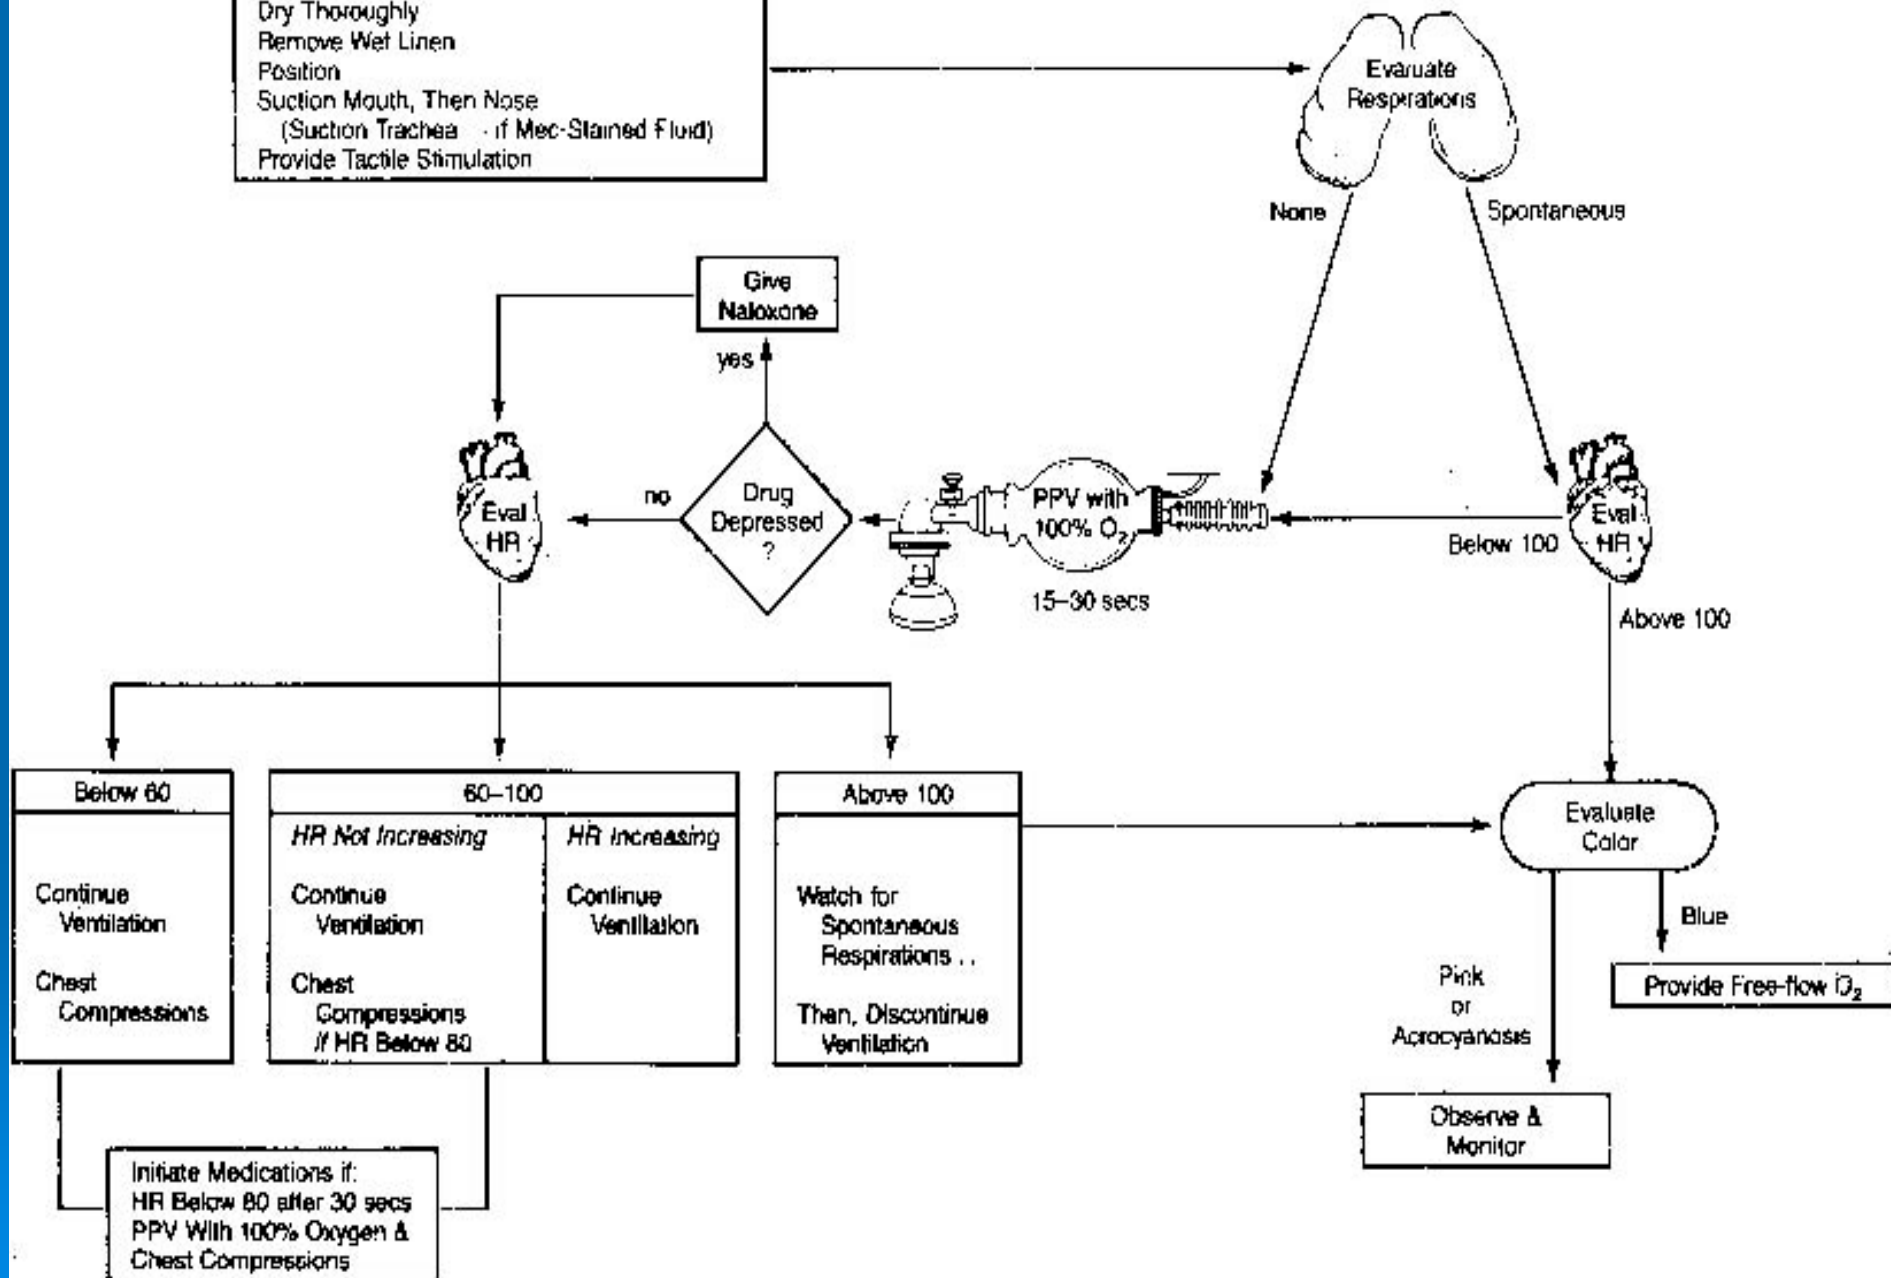 Dry Thoroughly
Remove Wet Linen
Position
Suction Mouth, Then Nose
(Suction Trachea - if Mec-Stained Fluid)
Provide Tactile Stimulation
Evaluate
Respirations
None
Spontaneous
Give
Naloxone
yes
Eval
HR
no
Drug
Depressed
?
PPV with
100% O₂
15–30 secs
Below 100
Eval
HR
Above 100
Below 60
Continue
Ventilation
Chest
Compressions
60–100
HR Not Increasing
Continue
Ventilation
Chest
Compressions
if HR Below 80
HR Increasing
Continue
Ventilation
Above 100
Watch for
Spontaneous
Respirations . .
Then, Discontinue
Ventilation
Evaluate
Color
Blue
Provide Free-flow O₂
Pink
or
Acrocyanosis
Observe &
Monitor
Initiate Medications if:
HR Below 80 after 30 secs
PPV With 100% Oxygen &
Chest Compressions